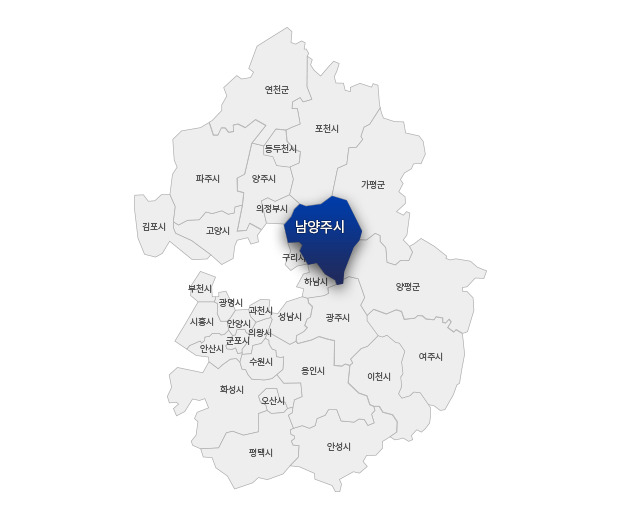 연천군
포천시
동두천시
파주시
양주시
가평군
의정부시
김포시
고양시
남양주시
구리시
하남시
양평군
부천시
광명시
과천시
시흥시
안양시
성남시
광주시
의왕시
군포시
안산시
수원시
여주시
용인시
이천시
화성시
오산시
평택시
안성시